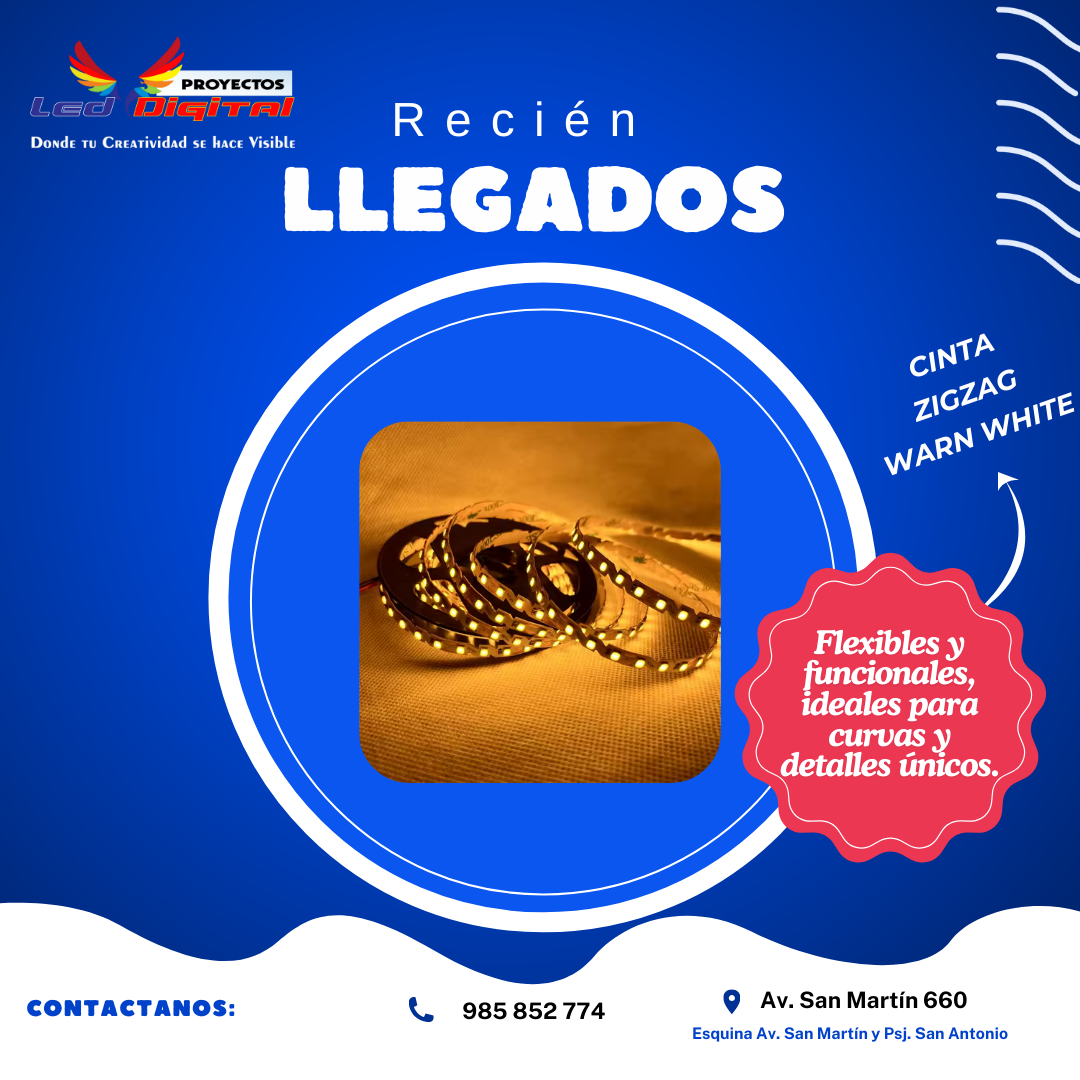 PROYECTOS
Led Digital
Donde tu Creatividad se hace Visible
Recién
LLEGADOS
CINTA
ZIGZAG
WARN WHITE
Flexibles y
funcionales,
ideales para
curvas y
detalles únicos.
CONTACTANOS:
985 852 774
Av. San Martín 660
Esquina Av. San Martín y Psj. San Antonio